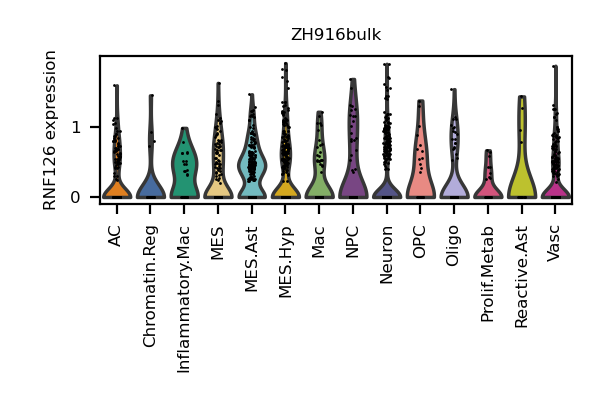 ZH916bulk
RNF126 expression
1
0
AC
Chromatin.Reg
Inflammatory.Mac
MES
MES.Ast
MES.Hyp
Mac
NPC
Neuron
OPC
Oligo
Prolif.Metab
Reactive.Ast
Vasc